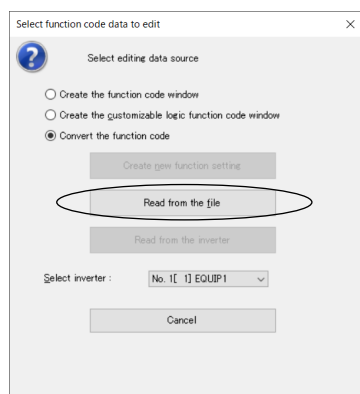 Select function code data to edit
Select editing data source
Create the function code window
Create the customizable logic function code window
Convert the function code
Create new function setting
Read from the file
Read from the inverter
Select inverter :
No. 1[ 1] EQUIP1
Cancel